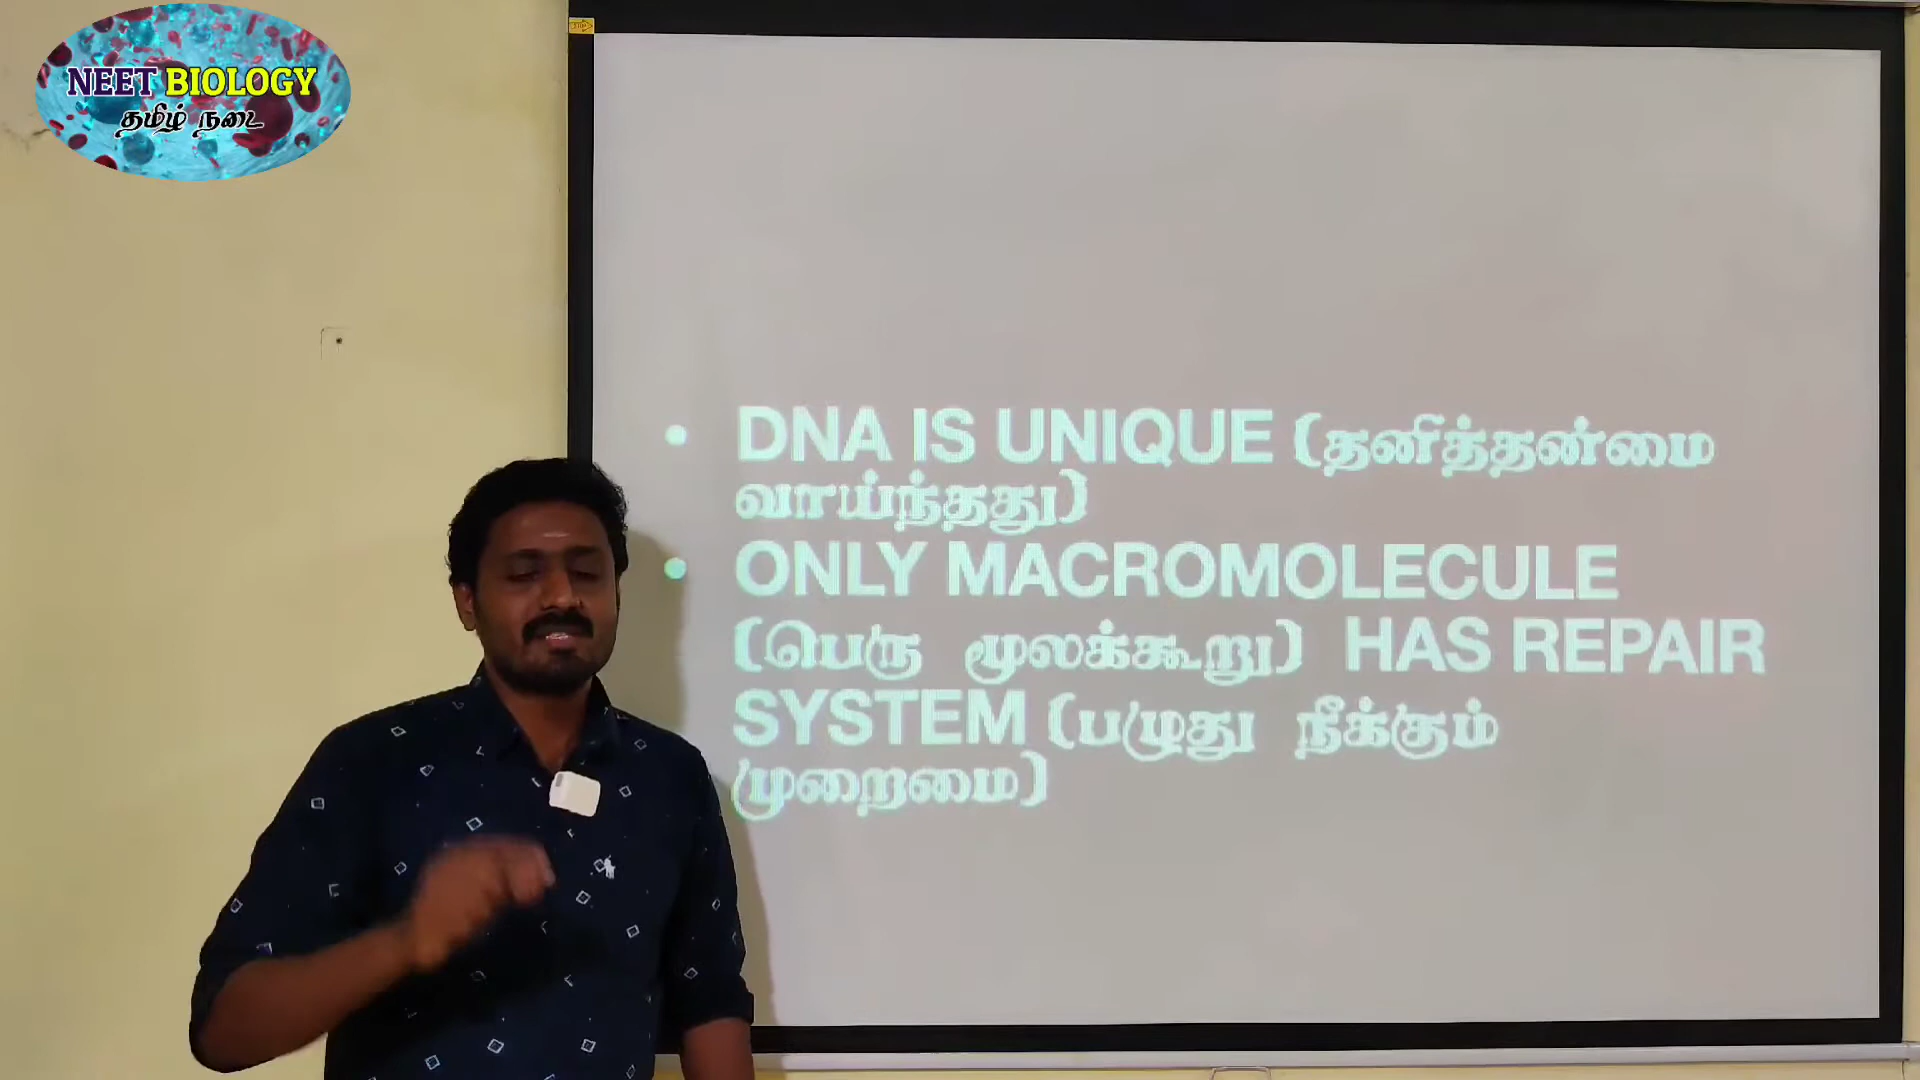 NEET BIOLOGY
தமிழ் நடை
• DNA IS UNIQUE (தனித்தன்மை
வாய்ந்தது)
• ONLY MACROMOLECULE
(பெரு மூலக்கூறு) HAS REPAIR
SYSTEM (பழுது நீக்கும்
முறைமை)